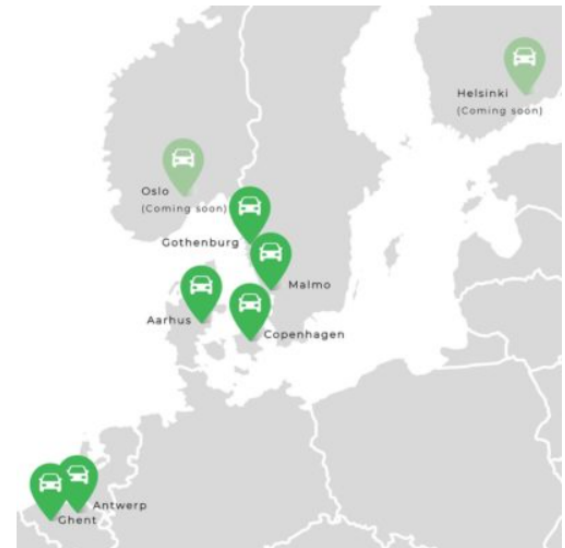 Helsinki
(Coming soon)
Oslo
(Coming soon)
Gothenburg
Malmo
Aarhus
Copenhagen
Antwerp
Ghent